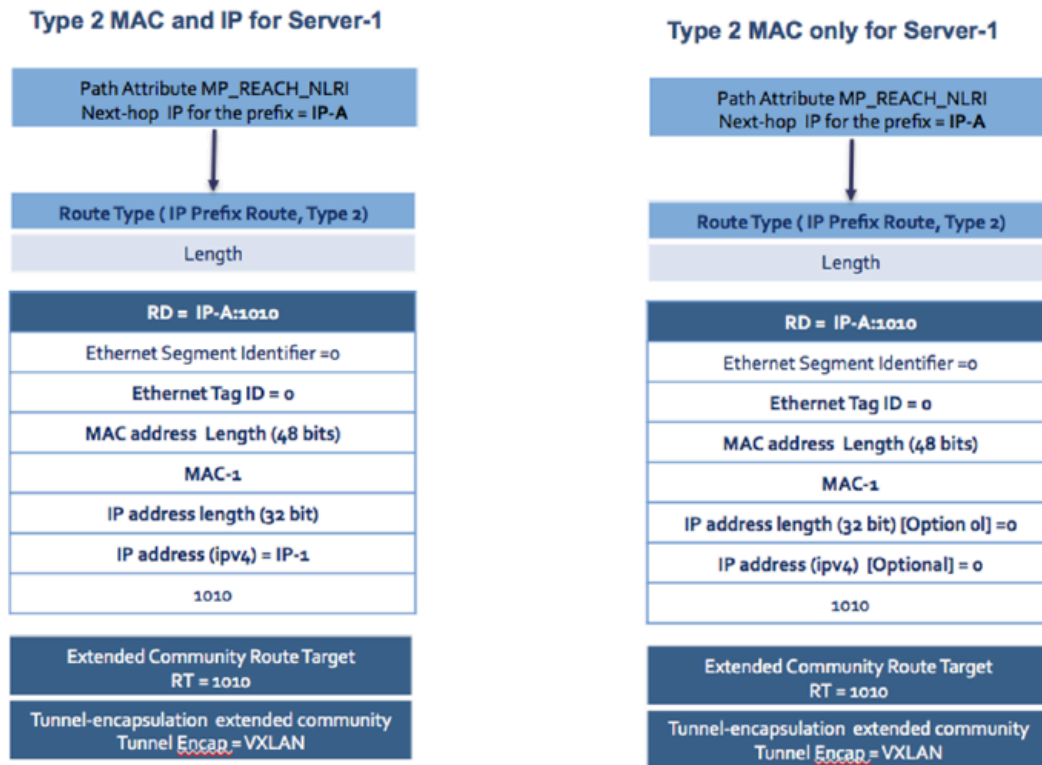 Type 2 MAC and IP for Server-1
Path Attribute MP_REACH_NLRI
Next-hop IP for the prefix = IP-A
Route Type ( IP Prefix Route, Type 2)
Length
RD = IP-A:1010
Ethernet Segment Identifier =0
Ethernet Tag ID = 0
MAC address Length (48 bits)
MAC-1
IP address length (32 bit)
IP address (ipv4) = IP-1
1010
Extended Community Route Target
RT = 1010
Tunnel-encapsulation extended community
Tunnel Encap = VXLAN
Type 2 MAC only for Server-1
Path Attribute MP_REACH_NLRI
Next-hop IP for the prefix = IP-A
Route Type ( IP Prefix Route, Type 2)
Length
RD = IP-A:1010
Ethernet Segment Identifier =0
Ethernet Tag ID = 0
MAC address Length (48 bits)
MAC-1
IP address length (32 bit) [Option ol] =0
IP address (ipv4) [Optional] = 0
1010
Extended Community Route Target
RT = 1010
Tunnel-encapsulation extended community
Tunnel Encap = VXLAN